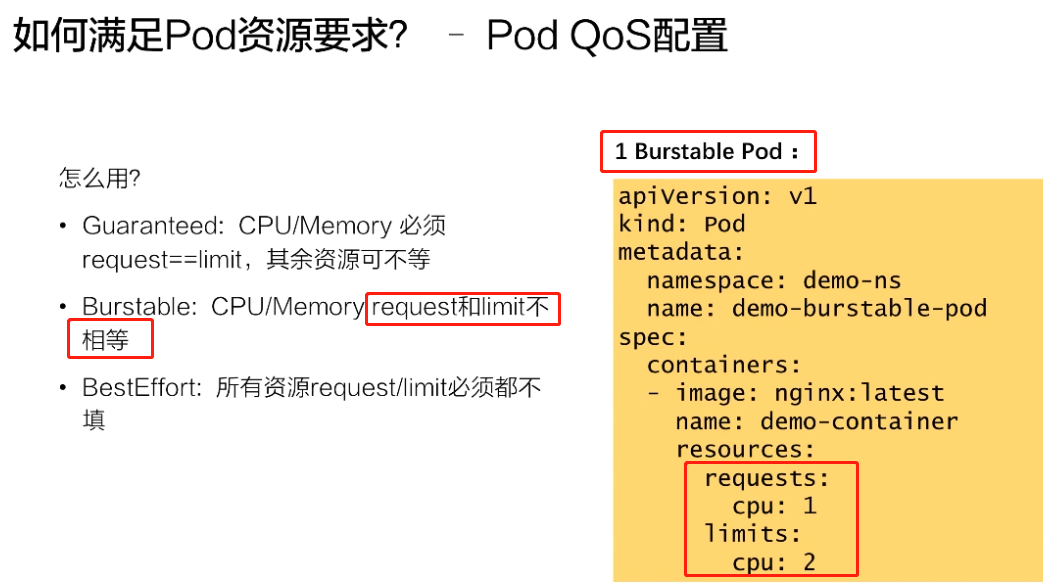 如何满足Pod资源要求? - Pod QoS配置
怎么用?
• Guaranteed: CPU/Memory 必须
request==limit，其余资源可不等
• Burstable: CPU/Memory request和limit不
相等
• BestEffort: 所有资源request/limit必须都不
填
1 Burstable Pod：
apiVersion: v1
kind: Pod
metadata:
  namespace: demo-ns
  name: demo-burstable-pod
spec:
  containers:
  - image: nginx:latest
    name: demo-container
    resources:
      requests:
        cpu: 1
      limits:
        cpu: 2